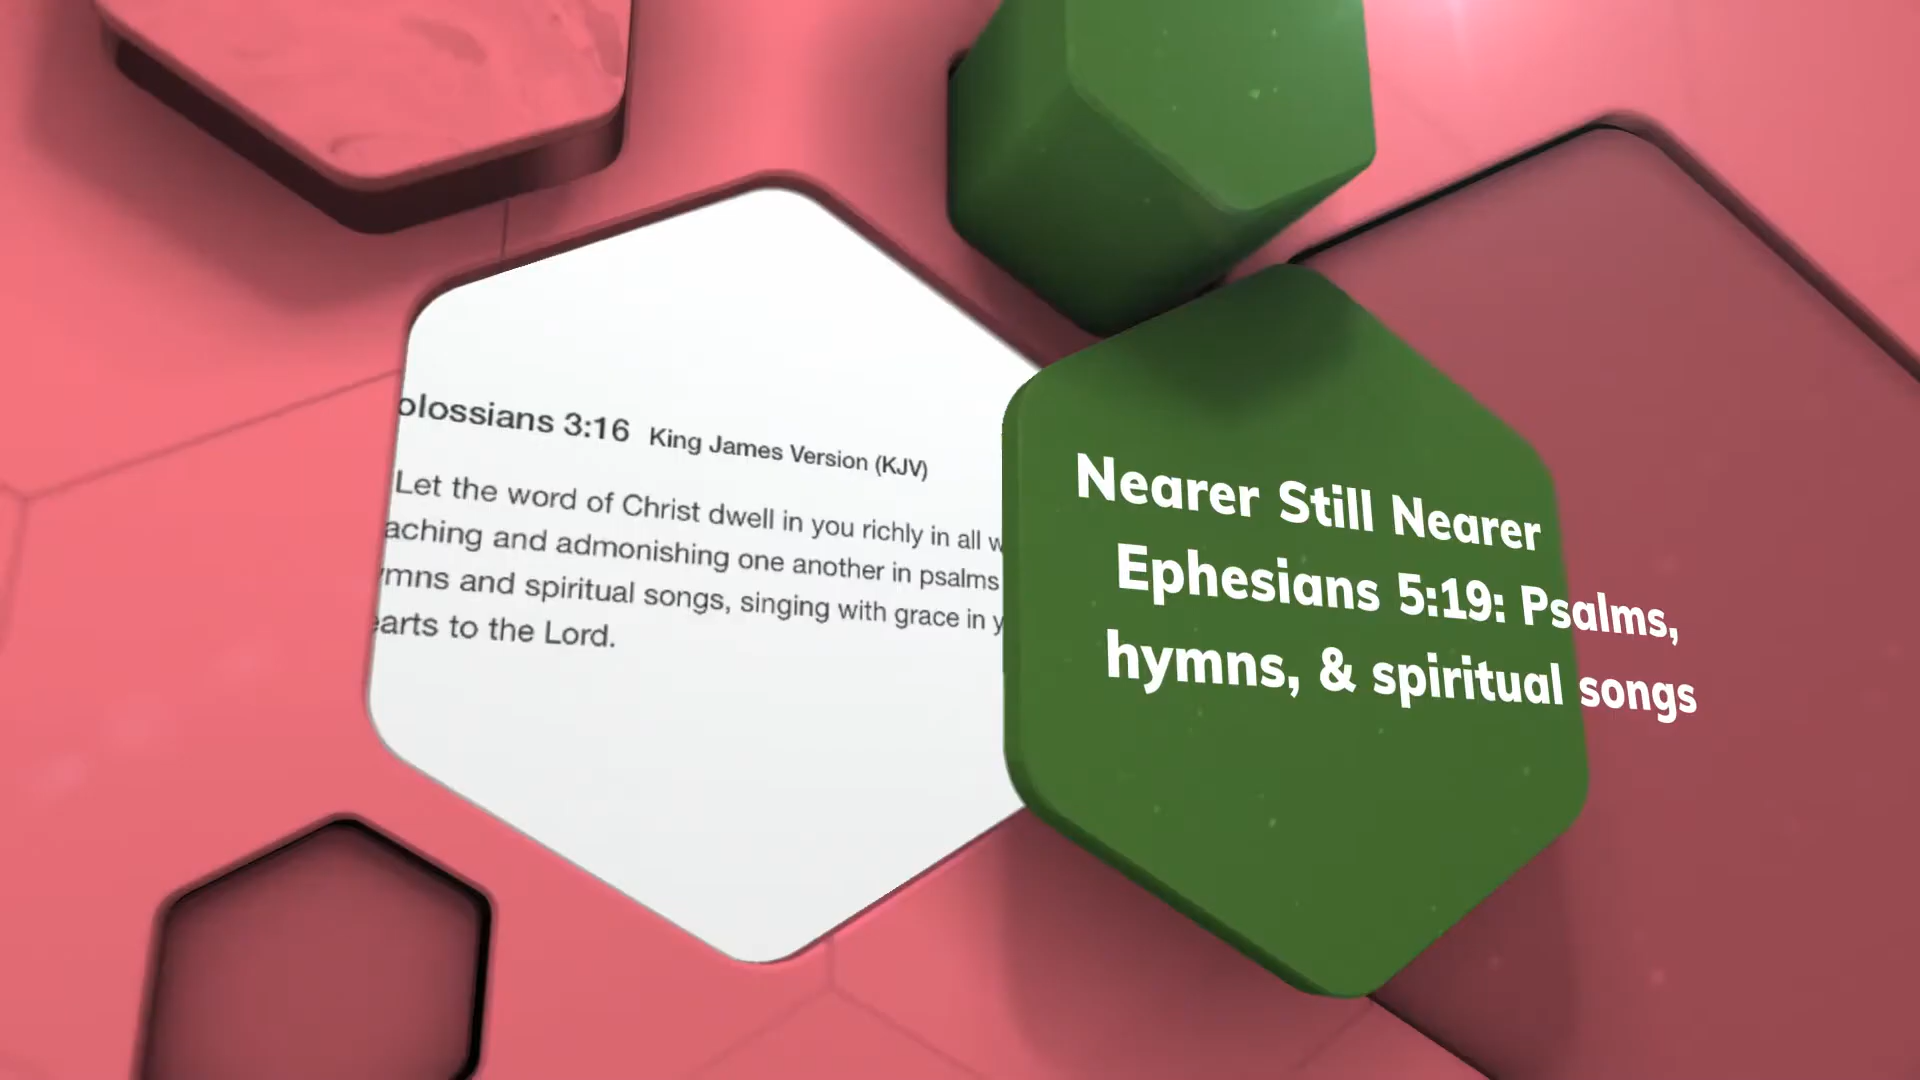 olossians 3:16 King James Version (KJV)
Let the word of Christ dwell in you richly in all w
aching and admonishing one another in psalms
mns and spiritual songs, singing with grace in y
earts to the Lord.
Nearer Still Nearer
Ephesians 5:19: Psalms,
hymns, & spiritual songs